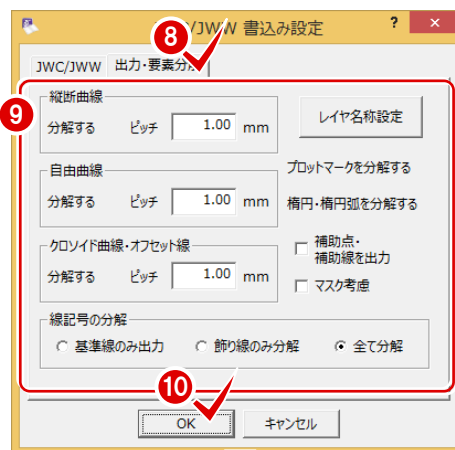 /JWW 書込み設定
?
×
8
JWC/JWW
出力・要素分
9
縦断曲線
分解する ピッチ 1.00 mm
レイヤ名称設定
自由曲線
分解する ピッチ 1.00 mm
プロットマークを分解する
楕円・楕円弧を分解する
クロソイド曲線・オフセット線
分解する ピッチ 1.00 mm
補助点・
補助線を出力
マスク考慮
線記号の分解
基準線のみ出力 飾り線のみ分解 全て分解
10
OK
キャンセル